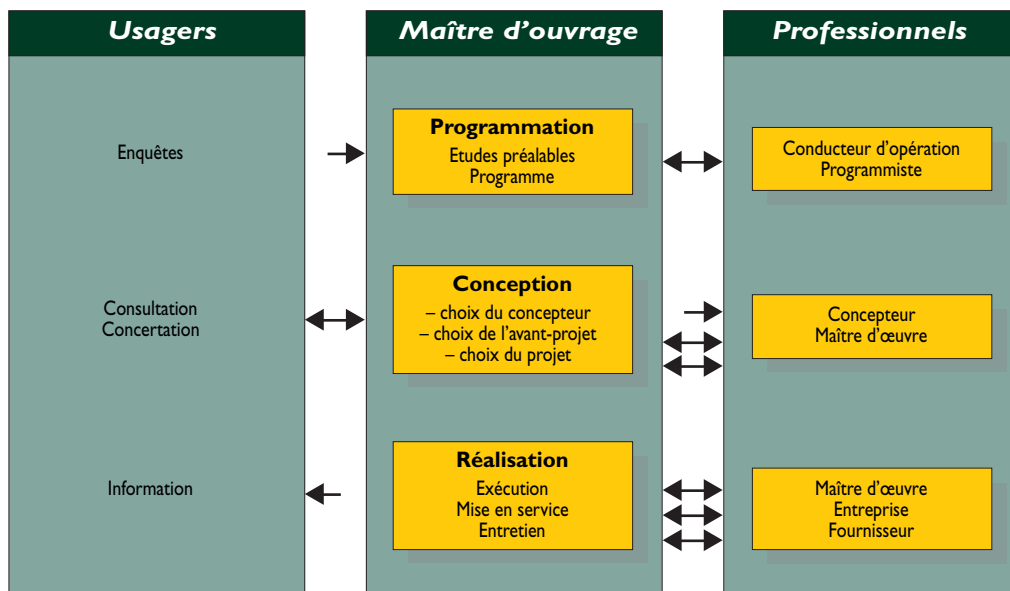 Usagers
Maître d'ouvrage
Professionnels
Enquêtes
Programmation
Etudes préalables
Programme
Conducteur d'opération
Programmiste
Consultation
Concertation
Conception
– choix du concepteur
– choix de l'avant-projet
– choix du projet
Concepteur
Maître d'œuvre
Information
Réalisation
Exécution
Mise en service
Entretien
Maître d'œuvre
Entreprise
Fournisseur